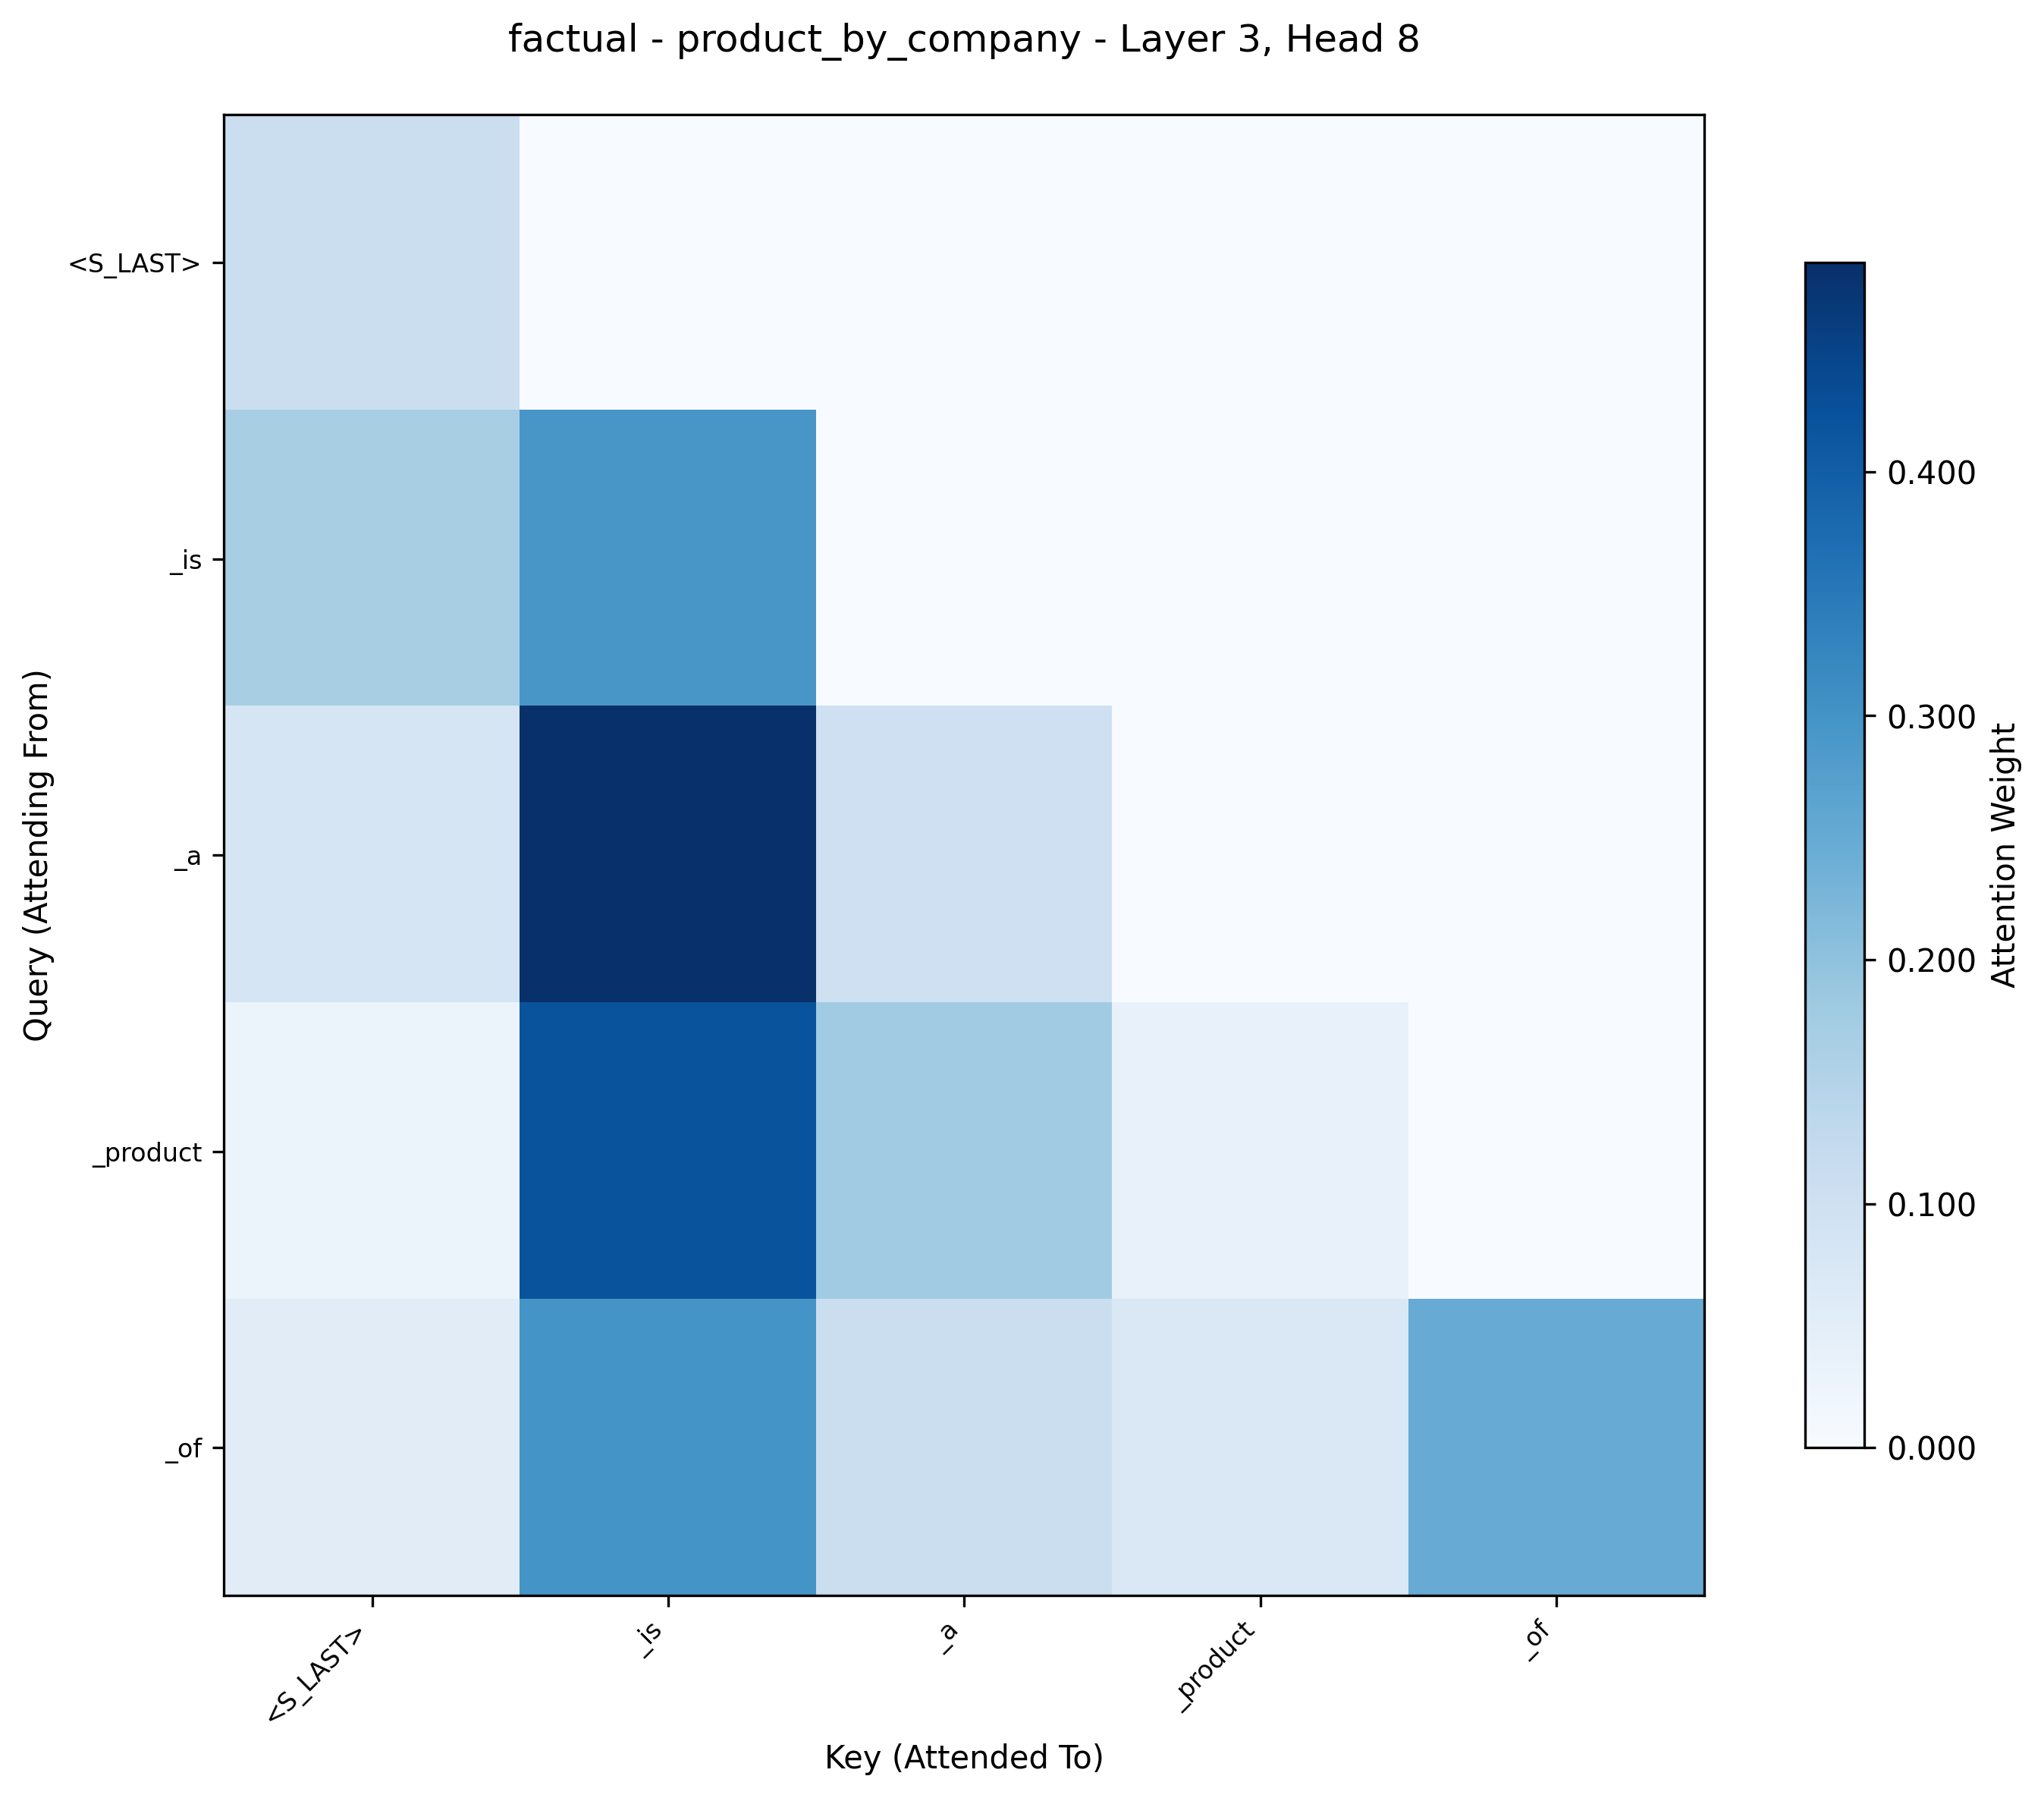 factual - product_by_company - Layer 3, Head 8
Query (Attending From)
<S_LAST>
_is
_a
_product
_of
<S_LAST>
_is
_a
_product
_of
Key (Attended To)
0.400
0.300
0.200
0.100
0.000
Attention Weight